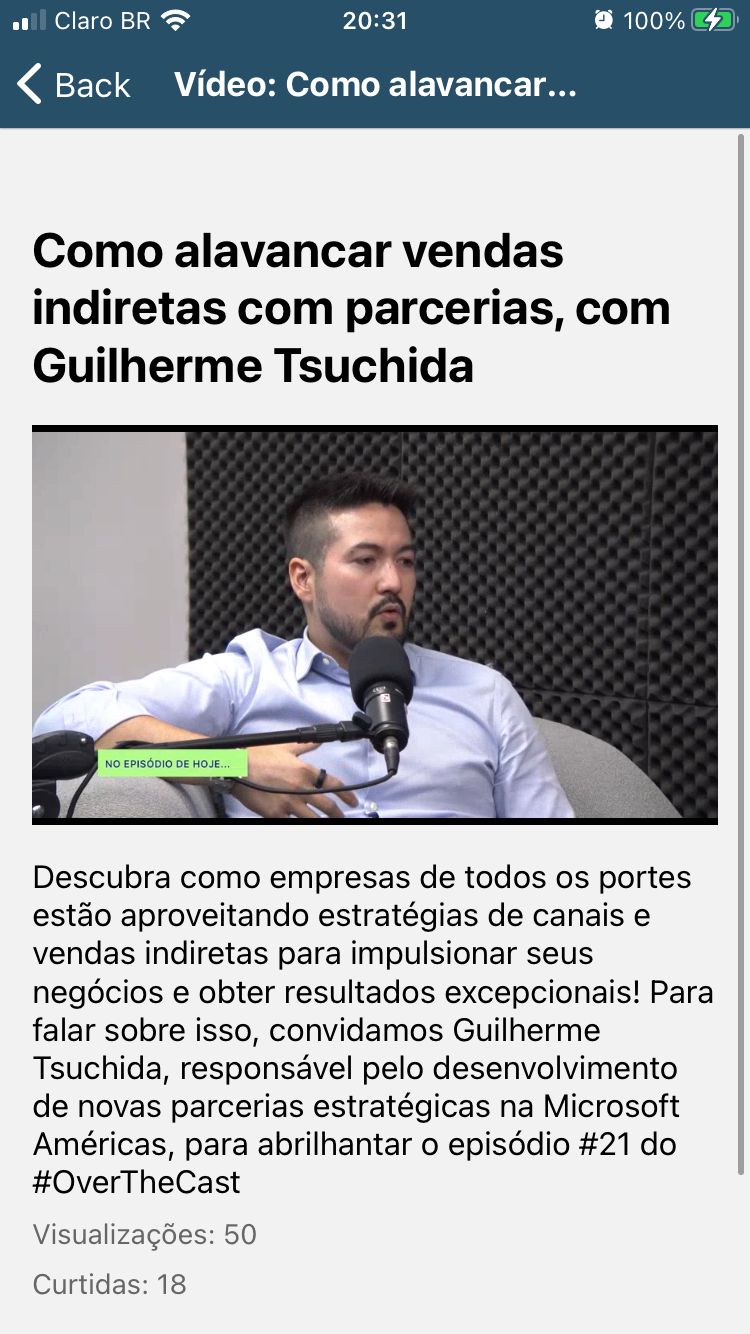 Claro BR
20:31
100%
Back
Vídeo: Como alavancar...
Como alavancar vendas
indiretas com parcerias, com
Guilherme Tsuchida
NO EPISÓDIO DE HOJE...
Descubra como empresas de todos os portes
estão aproveitando estratégias de canais e
vendas indiretas para impulsionar seus
negócios e obter resultados excepcionais! Para
falar sobre isso, convidamos Guilherme
Tsuchida, responsável pelo desenvolvimento
de novas parcerias estratégicas na Microsoft
Américas, para abrilhantar o episódio #21 do
#OverTheCast
Visualizações: 50
Curtidas: 18